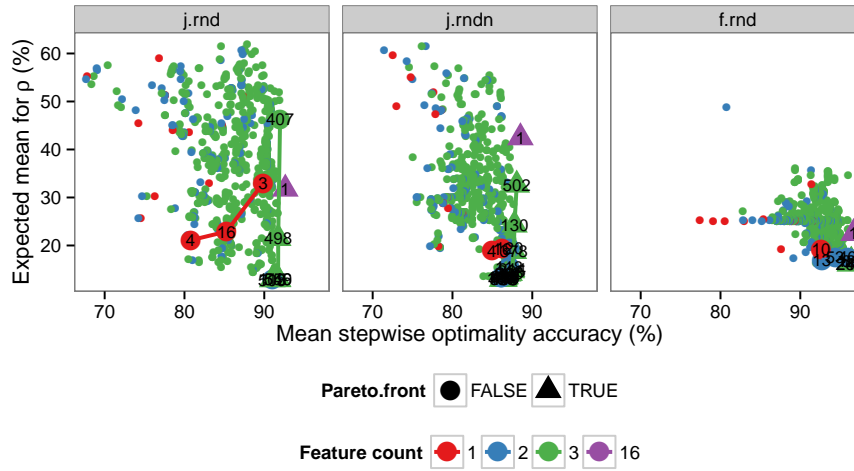 j.rnd j.rndn f.rnd
Expected mean for ρ (%)
60
50
40
30
20
407
3
1
16
4
498
1
502
130
1
10
13
70 80 90 70 80 90 70 80 90
Mean stepwise optimality accuracy (%)
Pareto.front FALSE TRUE
Feature count 1 2 3 16